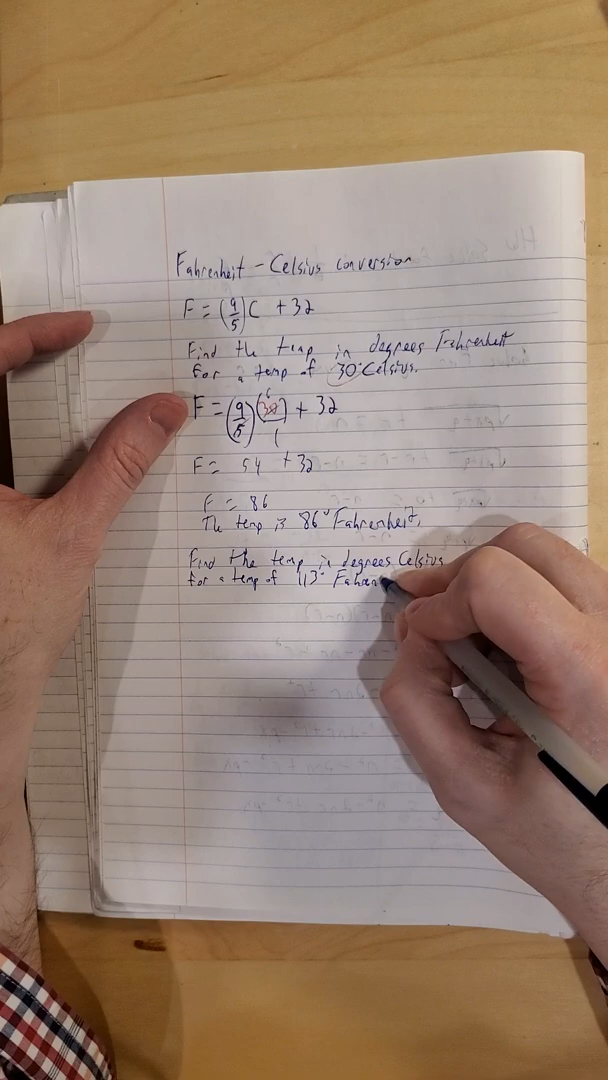 Fahrenheit - Celsius conversion
F = (9/5)C + 32
Find the temp in degrees Fahrenheit
for a temp of 30° Celsius.
F = (9/5)(30) + 32
6
1
F = 54 + 32
F = 86
The temp is 86° Fahrenheit.
Find the temp in degrees Celsius
for a temp of 113° Fahren